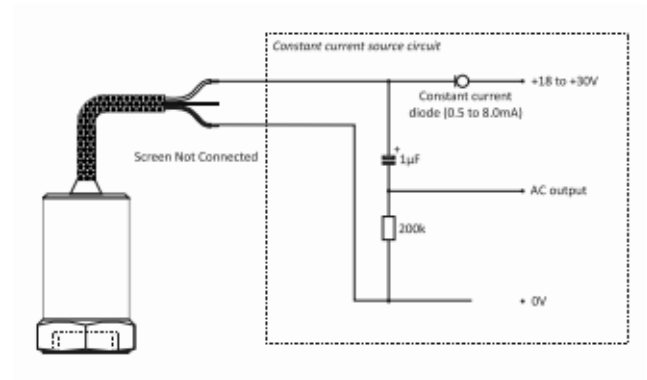 Constant current source circuit
+18 to +30V
Constant current
diode (0.5 to 8.0mA)
Screen Not Connected
+
1µF
AC output
200k
0V